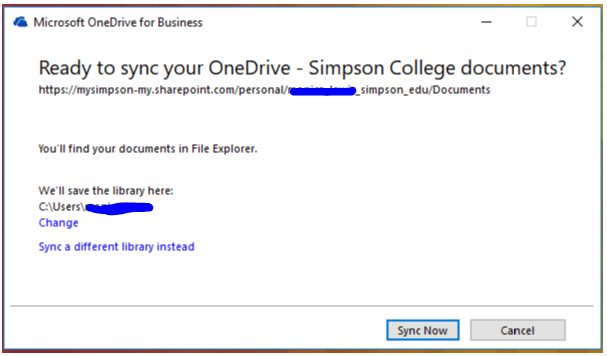 Microsoft OneDrive for Business
Ready to sync your OneDrive - Simpson College documents?
https://mysimpson-my.sharepoint.com/personal/ _simpson_edu/Documents
You'll find your documents in File Explorer.
We'll save the library here:
C:\Users\
Change
Sync a different library instead
Sync Now
Cancel